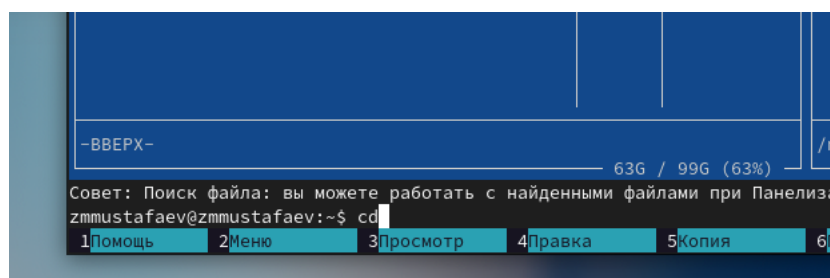 -ВВЕРХ-
63G / 99G (63%)
Совет: Поиск файла: вы можете работать с найденными файлами при
zmmustafaev@zmmustafaev:~$ cd
1Помощь 2Меню 3Просмотр 4Правка 5Копия 6